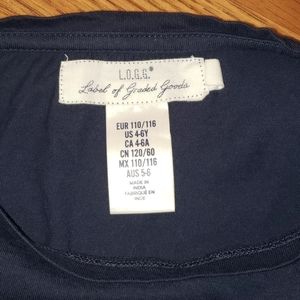 L.O.G.G.®
Label of Graded Goods
EUR 110/116
US 4-6Y
CA 4-6A
CN 120/60
MX 110/116
AUS 5-6
MADE IN
INDIA
FABRIQUÉ EN
INDE